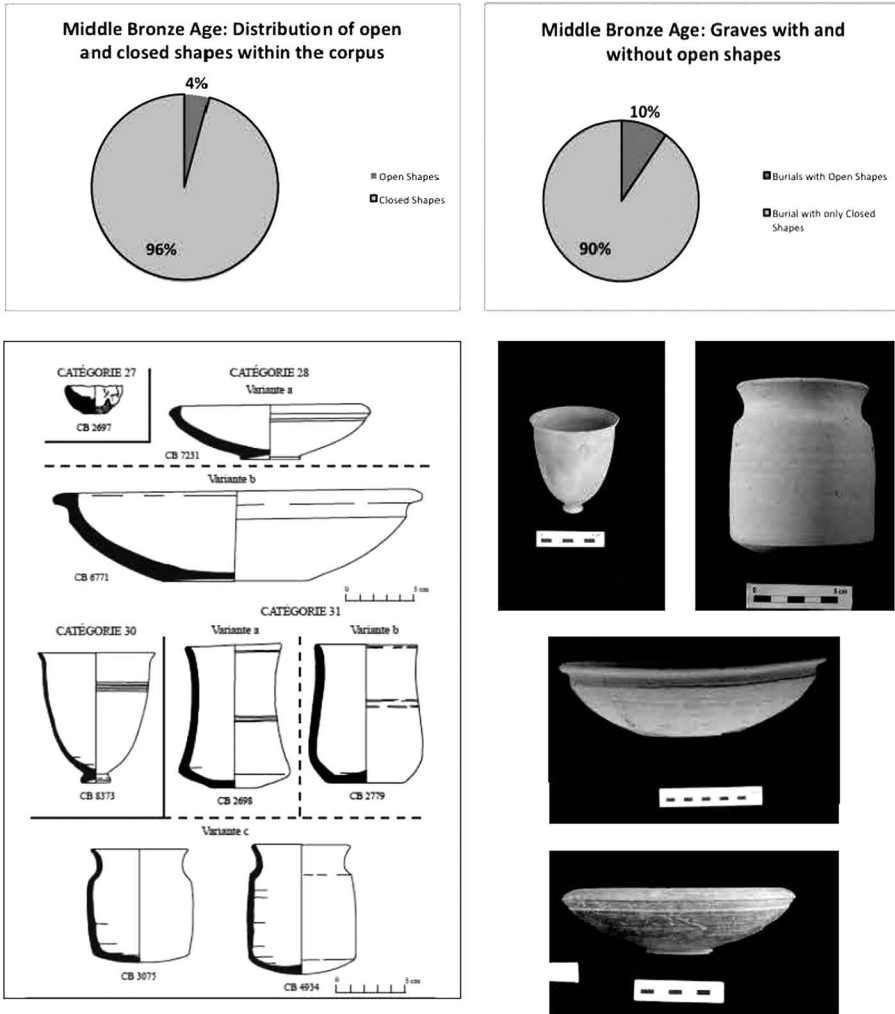 Middle Bronze Age: Distribution of open
and closed shapes within the corpus
4%
96%
Open Shapes
Closed Shapes
Middle Bronze Age: Graves with and
without open shapes
10%
90%
Burials with Open Shapes
Burial with only Closed
Shapes
CATÉGORIE 27
CB 2697
CATÉGORIE 28
Variante a
CB 7231
Variante b
CB 6771
0 5 cm
CATÉGORIE 30
CB 8373
CATÉGORIE 31
Variante a
CB 2698
Variante b
CB 2779
Variante c
CB 3075
CB 4934
0 5 cm
0 5 cm